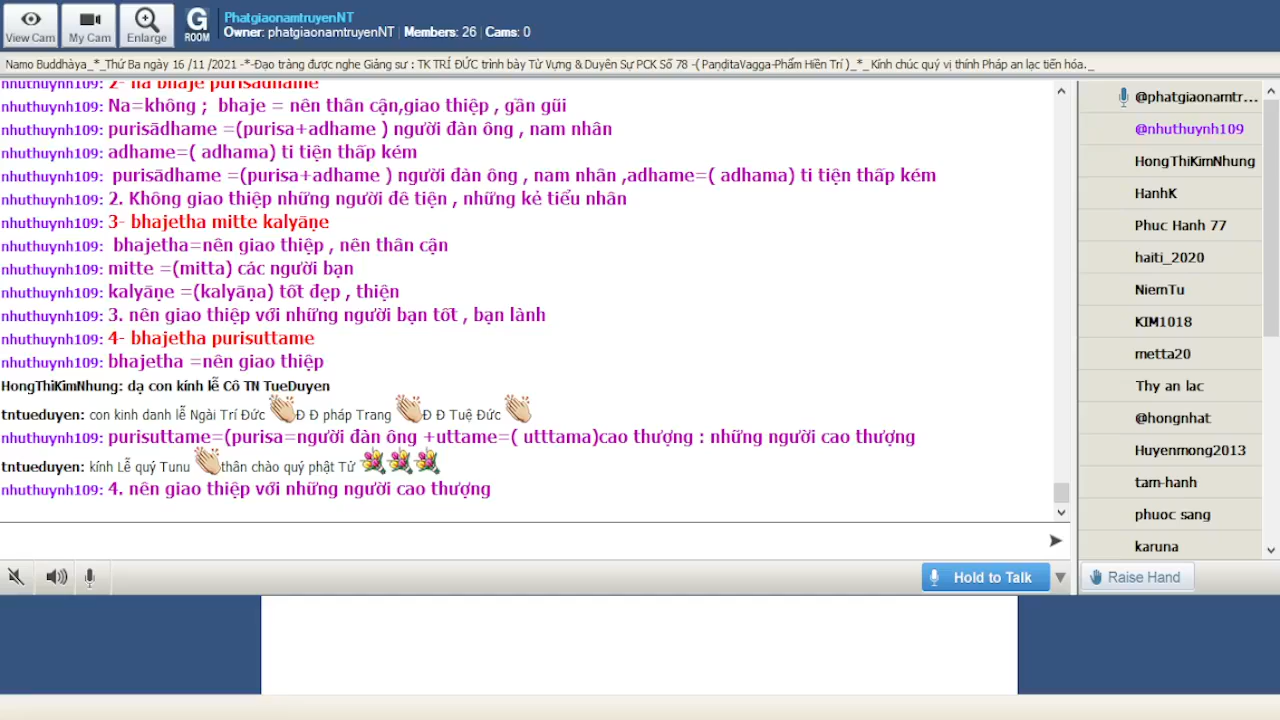 View Cam
My Cam
Enlarge
G
ROOM
PhatgiaonamtruyenNT
Owner: phatgiaonamtruyenNT | Members: 26 | Cams: 0
Namo Buddhàya_*_Thứ Ba ngày 16 /11 /2021 -*-Đạo tràng được nghe Giảng sư : TK TRÍ ĐỨC trình bày Từ Vựng & Duyên Sự PCK Số 78 -( PaṇḍitaVagga-Phẩm Hiền Trí )_*_ Kính chúc quý vị thính Pháp an lạc tiến hóa._
nhuthuynh109: 2- na bhaje purisadhame
nhuthuynh109: Na=không ; bhaje = nên thân cận,giao thiệp , gần gũi
nhuthuynh109: purisādhame =(purisa+adhame ) người đàn ông , nam nhân
nhuthuynh109: adhame=( adhama) ti tiện thấp kém
nhuthuynh109: purisādhame =(purisa+adhame ) người đàn ông , nam nhân ,adhame=( adhama) ti tiện thấp kém
nhuthuynh109: 2. Không giao thiệp những người đê tiện , những kẻ tiểu nhân
nhuthuynh109: 3- bhajetha mitte kalyāṇe
nhuthuynh109: bhajetha=nên giao thiệp , nên thân cận
nhuthuynh109: mitte =(mitta) các người bạn
nhuthuynh109: kalyāṇe =(kalyāṇa) tốt đẹp , thiện
nhuthuynh109: 3. nên giao thiệp với những người bạn tốt , bạn lành
nhuthuynh109: 4- bhajetha purisuttame
nhuthuynh109: bhajetha =nên giao thiệp
HongThiKimNhung: dạ con kính lễ Cô TN TueDuyen
tntueduyen: con kinh danh lễ Ngài Trí Đức Đ Đ pháp Trang Đ Đ Tuệ Đức
nhuthuynh109: purisuttame=(purisa=người đàn ông +uttame=( utttama)cao thượng : những người cao thượng
tntueduyen: kính Lễ quý Tunu thân chào quý phật Tử
nhuthuynh109: 4. nên giao thiệp với những người cao thượng
@phatgiaonamtr...
@nhuthuynh109
HongThiKimNhung
HanhK
Phuc Hanh 77
haiti_2020
NiemTu
KIM1018
metta20
Thy an lac
@hongnhat
Huyenmong2013
tam-hanh
phuoc sang
karuna
Hold to Talk
Raise Hand